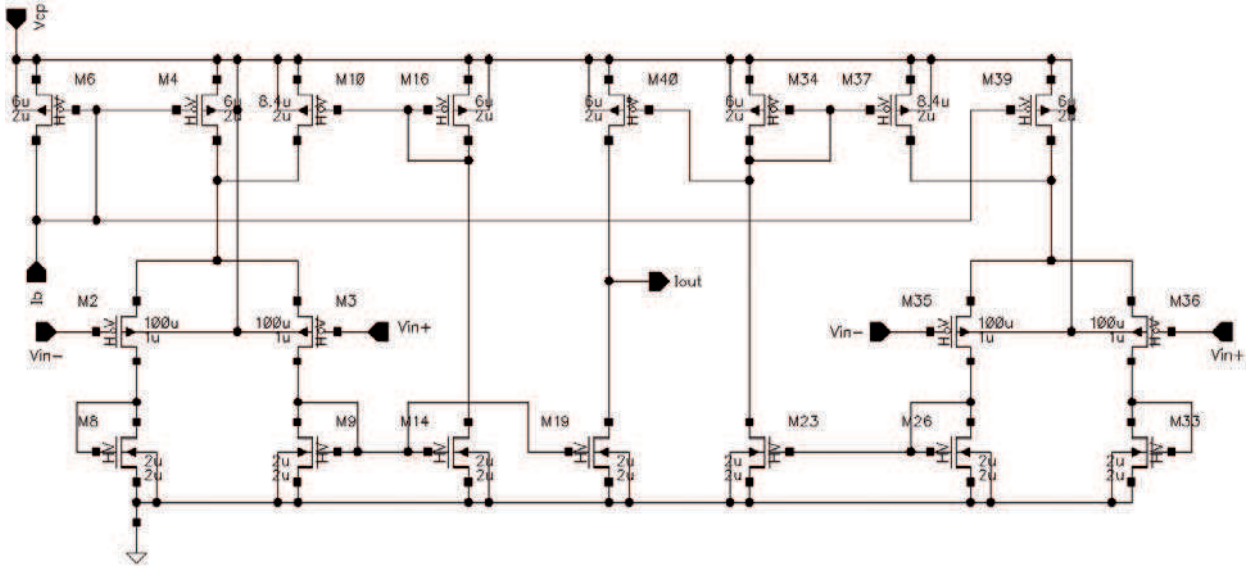 Vcp
M6 M4 M10 M16 M40 M34 M37 M39
6u 6u 8.4u 6u 6u 6u 8.4u 6u
2u 2u 2u 2u 2u 2u 2u 2u
Ib
Iout
M2 M3 M35 M36
100u 100u 100u 100u
1u 1u 1u 1u
Vin- Vin+ Vin- Vin+
M8 M9 M14 M19 M23 M26 M33
2u 2u 2u 2u 2u 2u 2u
2u 2u 2u 2u 2u 2u 2u